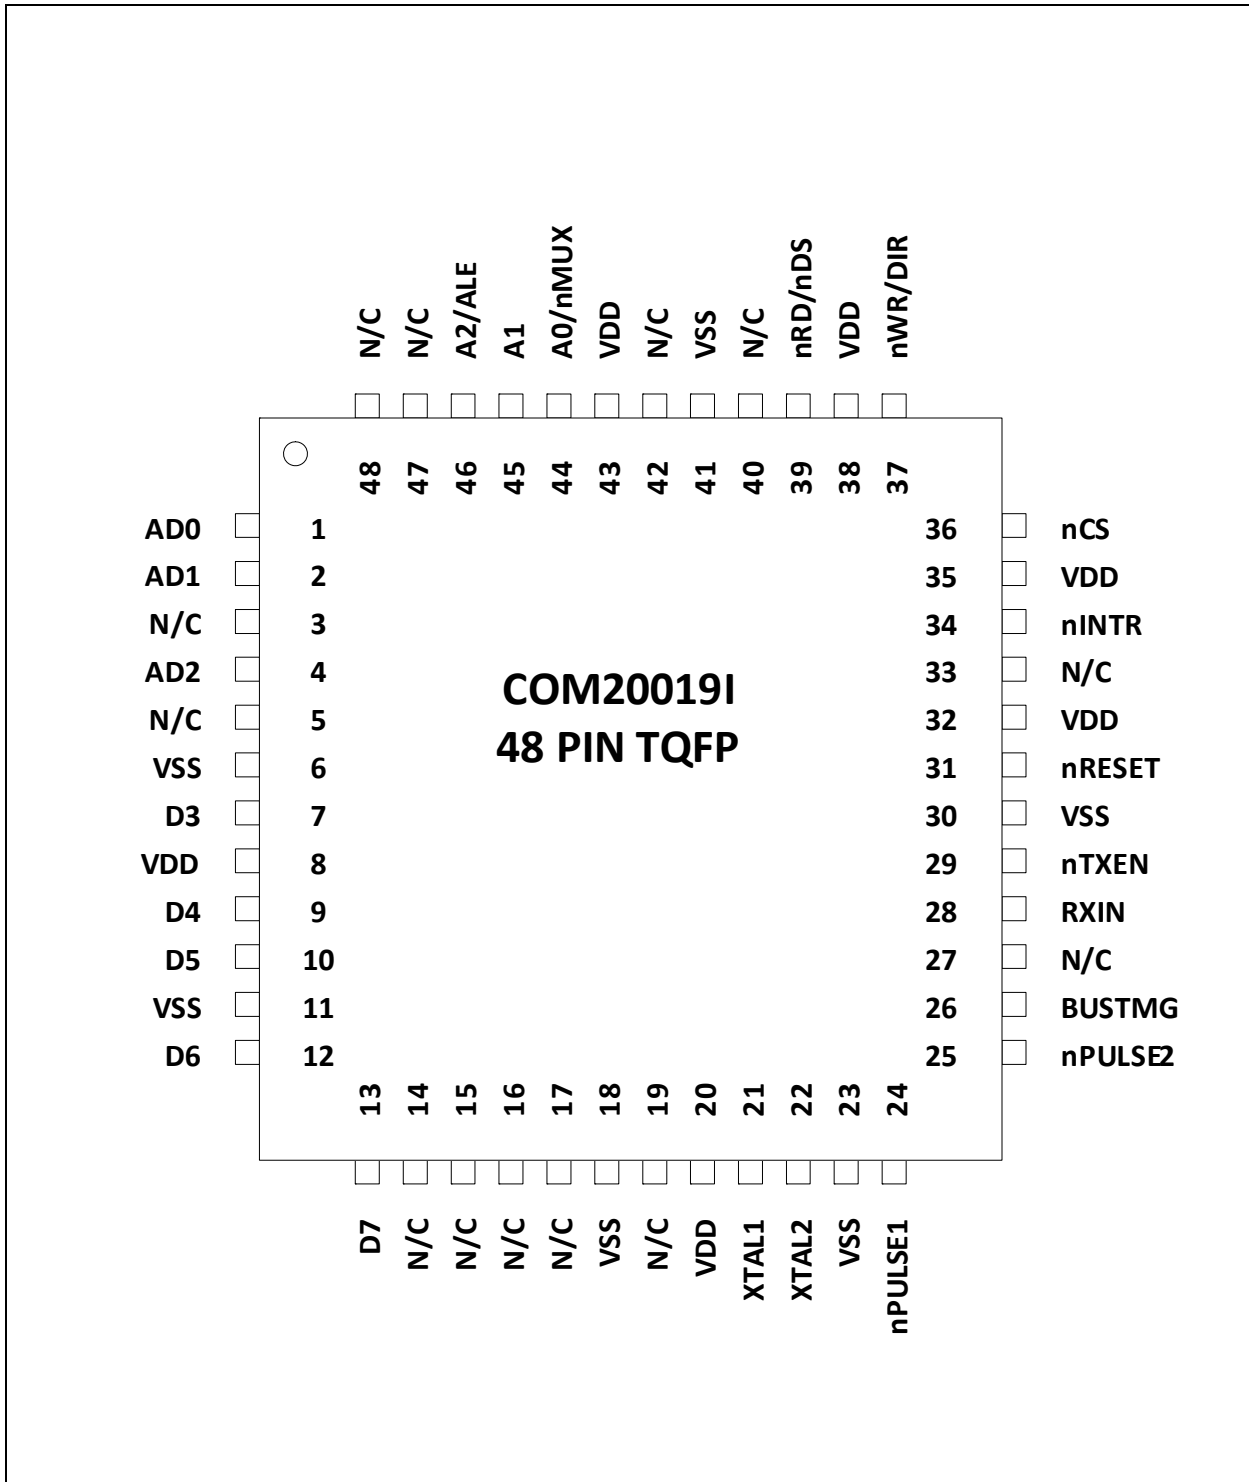 N/C
N/C
A2/ALE
A1
A0/nMUX
VDD
N/C
VSS
N/C
nRD/nDS
VDD
nWR/DIR
48
47
46
45
44
43
42
41
40
39
38
37
AD0 1 36 nCS
AD1 2 35 VDD
N/C 3 34 nINTR
AD2 4 33 N/C
COM20019I
N/C 5 32 VDD
48 PIN TQFP
VSS 6 31 nRESET
D3 7 30 VSS
VDD 8 29 nTXEN
D4 9 28 RXIN
D5 10 27 N/C
VSS 11 26 BUSTMG
D6 12 25 nPULSE2
13
14
15
16
17
18
19
20
21
22
23
24
D7
N/C
N/C
N/C
N/C
VSS
N/C
VDD
XTAL1
XTAL2
VSS
nPULSE1